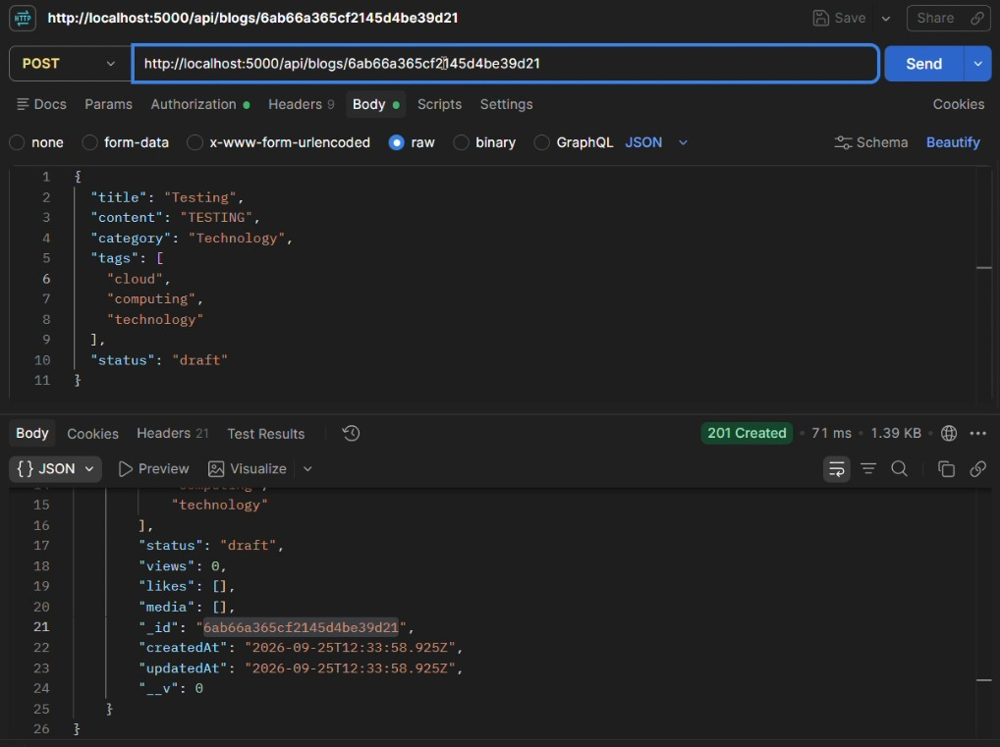 HTTP http://localhost:5000/api/blogs/6ab66a365cf2145d4be39d21 Save Share
POST http://localhost:5000/api/blogs/6ab66a365cf2145d4be39d21 Send
Docs Params Authorization Headers 9 Body Scripts Settings Cookies
none form-data x-www-form-urlencoded raw binary GraphQL JSON Schema Beautify
1 {
2 "title": "Testing",
3 "content": "TESTING",
4 "category": "Technology",
5 "tags": [
6 "cloud",
7 "computing",
8 "technology"
9 ],
10 "status": "draft"
11 }
Body Cookies Headers 21 Test Results 201 Created 71 ms 1.39 KB
{} JSON Preview Visualize
15 "technology"
16 ],
17 "status": "draft",
18 "views": 0,
19 "likes": [],
20 "media": [],
21 "_id": "6ab66a365cf2145d4be39d21",
22 "createdAt": "2026-09-25T12:33:58.925Z",
23 "updatedAt": "2026-09-25T12:33:58.925Z",
24 "__v": 0
25 }
26 }